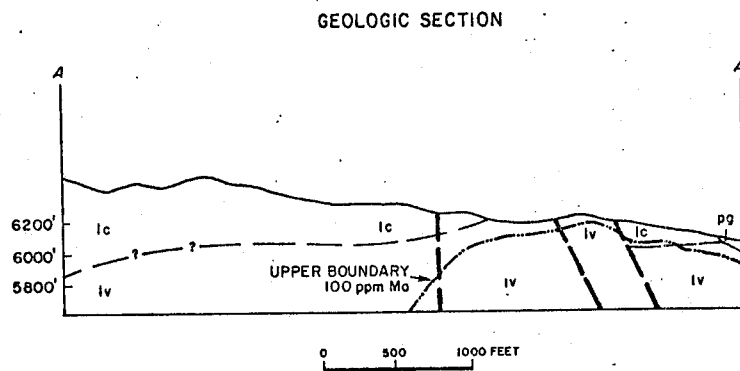 GEOLOGIC SECTION
A
A
pg
6200'
lc
lc
lv
lc
6000'
?
?
UPPER BOUNDARY
100 ppm Mo
5800'
lv
lv
lv
0 500 1000 FEET